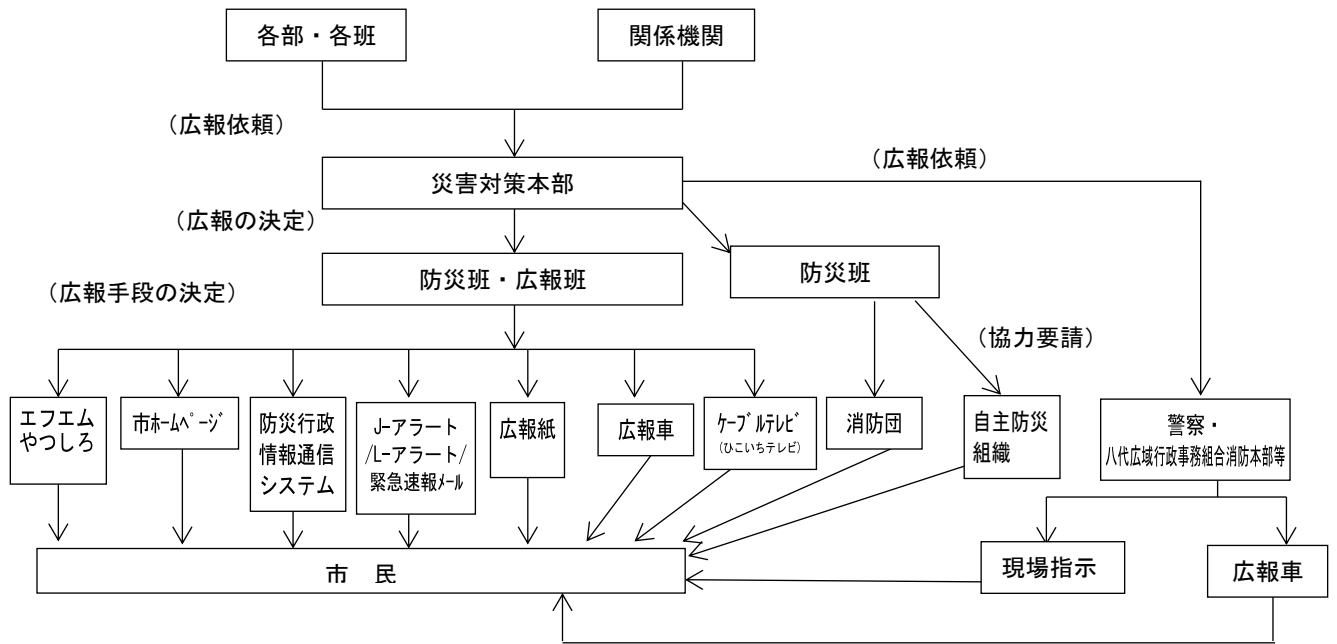 各部・各班
関係機関
（広報依頼）
（広報依頼）
災害対策本部
（広報の決定）
防災班・広報班
防災班
（広報手段の決定）
（協力要請）
エフエム
やつしろ
市ホームページ
防災行政
情報通信
システム
J-アラート
/L-アラート/
緊急速報メール
広報紙
広報車
ケーブルテレビ
（ひこいちテレビ）
消防団
自主防災
組織
警察・
八代広域行政事務組合消防本部等
市　民
現場指示
広報車